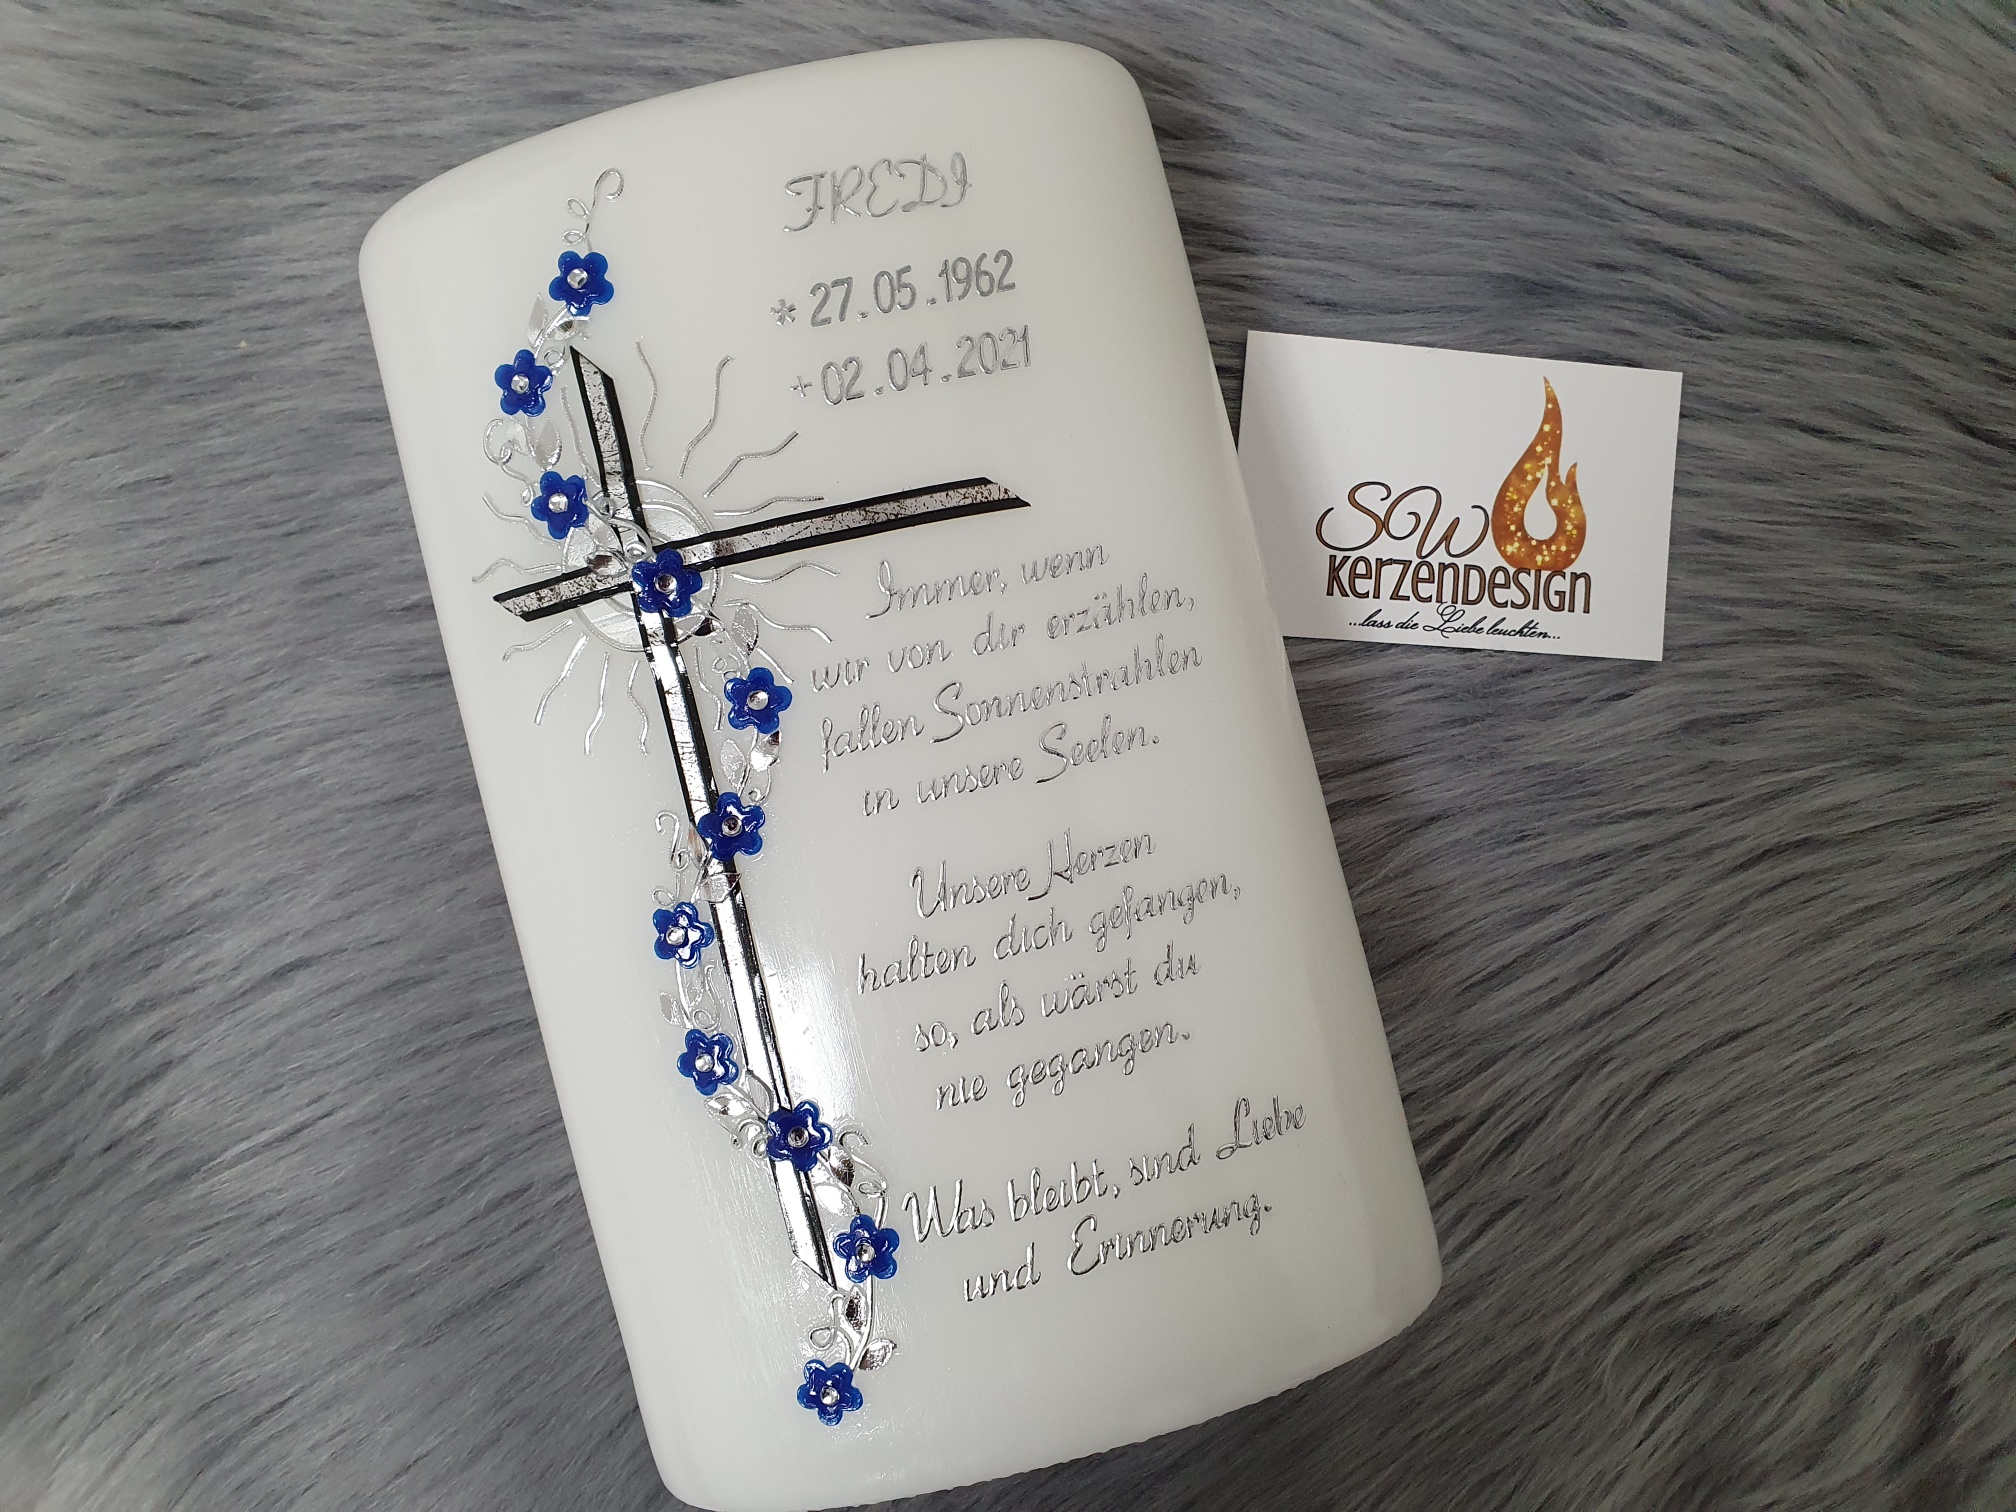 FREDI
* 27.05.1962
+ 02.04.2021
Immer, wenn
wir von dir erzählen,
fallen Sonnenstrahlen
in unsere Seelen.
Unsere Herzen
halten dich gefangen,
so, als wärst du
nie gegangen.
Was bleibt, sind Liebe
und Erinnerung.
SW
KERZENDESIGN
...lass die Liebe leuchten...